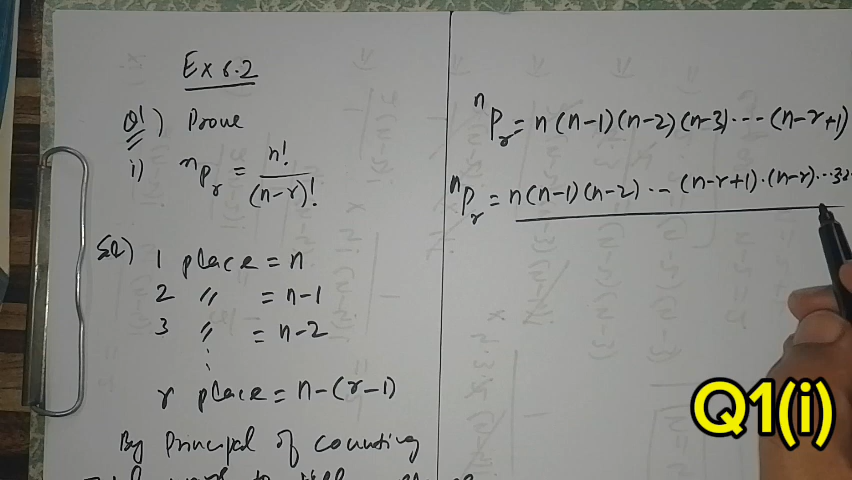 Ex 6.2
Q1) Prove
i) ⁿPᵣ = n!/(n-r)!
Sol) 1 place = n
2 〃 = n-1
3 〃 = n-2
⋮
r place = n-(r-1)
By Principal of counting
ⁿPᵣ = n(n-1)(n-2)(n-3)---(n-r+1)
ⁿPᵣ = n(n-1)(n-2)---(n-r+1).(n-r)...32
Q1(i)